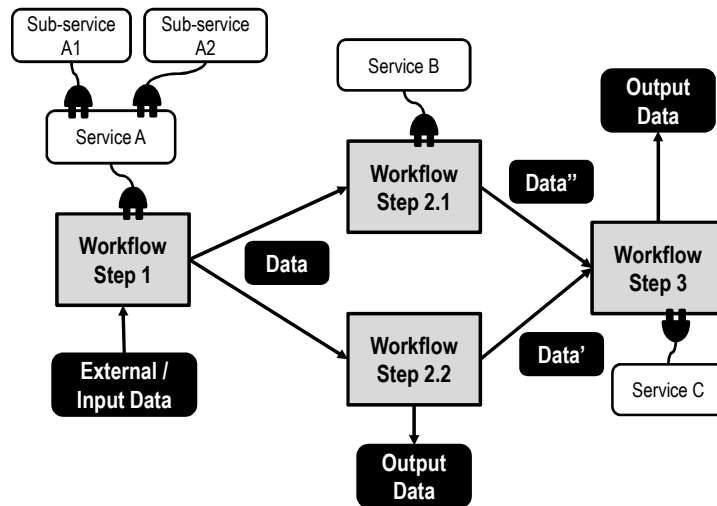 Sub-service
A1
Sub-service
A2
Service A
Service B
Output
Data
Workflow
Step 1
Workflow
Step 2.1
Data
Data’’
Workflow
Step 3
Workflow
Step 2.2
Data'
External /
Input Data
Service C
Output
Data